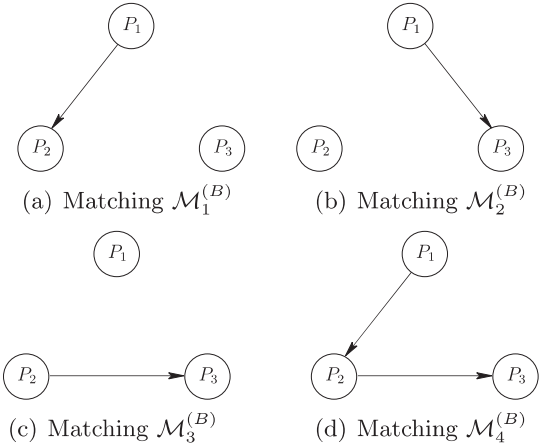 P₁ P₁
P₂ P₃ P₂ P₃
(a) Matching ℳ₁⁽ᴮ⁾ (b) Matching ℳ₂⁽ᴮ⁾
P₁ P₁
P₂ P₃ P₂ P₃
(c) Matching ℳ₃⁽ᴮ⁾ (d) Matching ℳ₄⁽ᴮ⁾